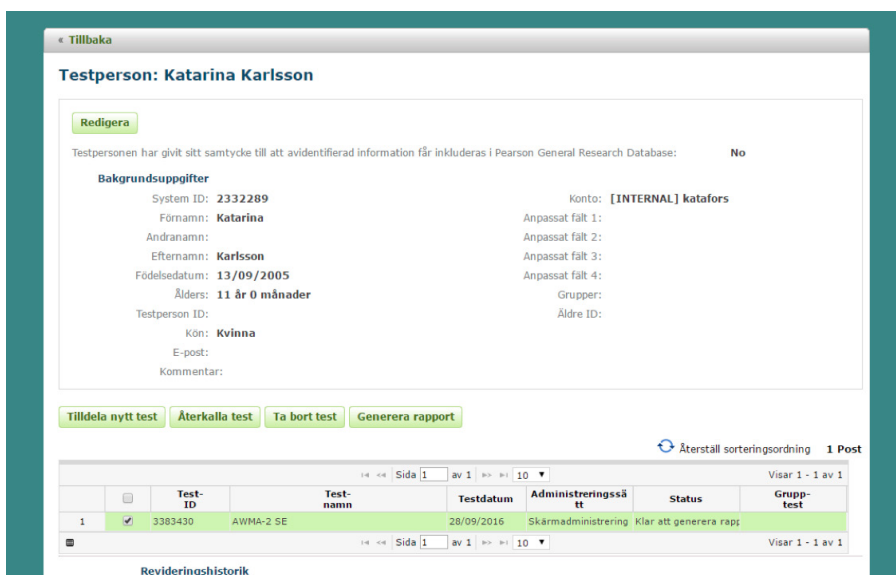 « Tillbaka
Testperson: Katarina Karlsson
Redigera
Testpersonen har givit sitt samtycke till att avidentifierad information får inkluderas i Pearson General Research Database: No
Bakgrundsuppgifter
System ID: 2332289 Konto: [INTERNAL] katafors
Förnamn: Katarina Anpassat fält 1:
Andranamn: Anpassat fält 2:
Efternamn: Karlsson Anpassat fält 3:
Födelsedatum: 13/09/2005 Anpassat fält 4:
Ålders: 11 år 0 månader Grupper:
Testperson ID: Äldre ID:
Kön: Kvinna
E-post:
Kommentar:
Tilldela nytt test Återkalla test Ta bort test Generera rapport
Återställ sorteringsordning 1 Post
Sida 1 av 1 10 Visar 1 - 1 av 1
Test-ID Test-namn Testdatum Administreringssätt Status Grupp-test
1 3383430 AWMA-2 SE 28/09/2016 Skärmadministrering Klar att generera rapp
Sida 1 av 1 10 Visar 1 - 1 av 1
Revideringshistorik